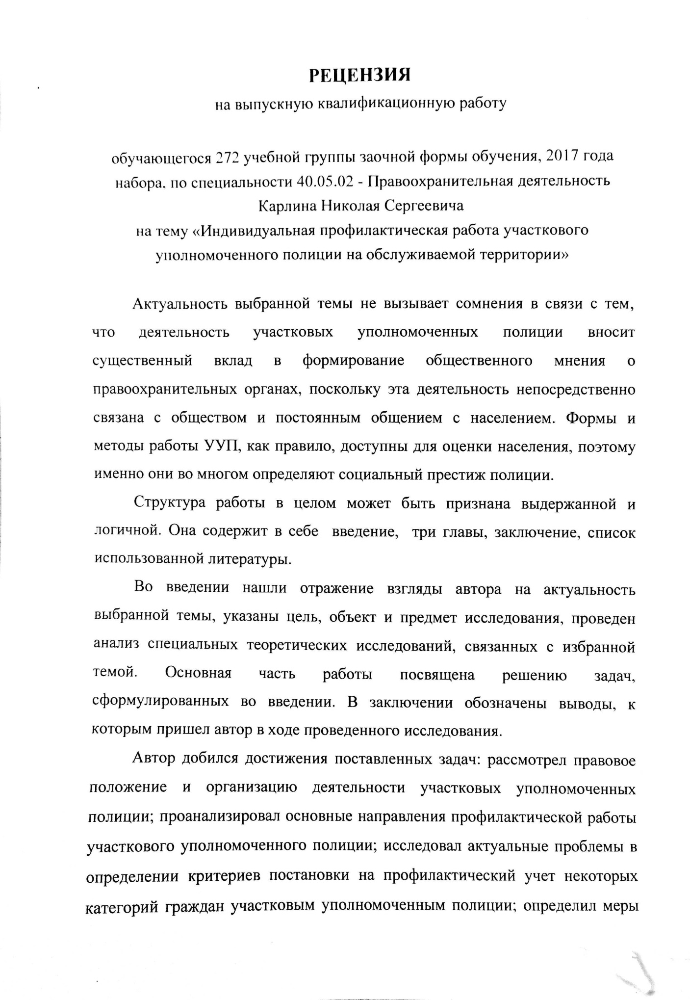 РЕЦЕНЗИЯ
на выпускную квалификационную работу
обучающегося 272 учебной группы заочной формы обучения, 2017 года
набора, по специальности 40.05.02 - Правоохранительная деятельность
Карлина Николая Сергеевича
на тему «Индивидуальная профилактическая работа участкового
уполномоченного полиции на обслуживаемой территории»
Актуальность выбранной темы не вызывает сомнения в связи с тем,
что деятельность участковых уполномоченных полиции вносит
существенный вклад в формирование общественного мнения о
правоохранительных органах, поскольку эта деятельность непосредственно
связана с обществом и постоянным общением с населением. Формы и
методы работы УУП, как правило, доступны для оценки населения, поэтому
именно они во многом определяют социальный престиж полиции.
Структура работы в целом может быть признана выдержанной и
логичной. Она содержит в себе введение, три главы, заключение, список
использованной литературы.
Во введении нашли отражение взгляды автора на актуальность
выбранной темы, указаны цель, объект и предмет исследования, проведен
анализ специальных теоретических исследований, связанных с избранной
темой. Основная часть работы посвящена решению задач,
сформулированных во введении. В заключении обозначены выводы, к
которым пришел автор в ходе проведенного исследования.
Автор добился достижения поставленных задач: рассмотрел правовое
положение и организацию деятельности участковых уполномоченных
полиции; проанализировал основные направления профилактической работы
участкового уполномоченного полиции; исследовал актуальные проблемы в
определении критериев постановки на профилактический учет некоторых
категорий граждан участковым уполномоченным полиции; определил меры